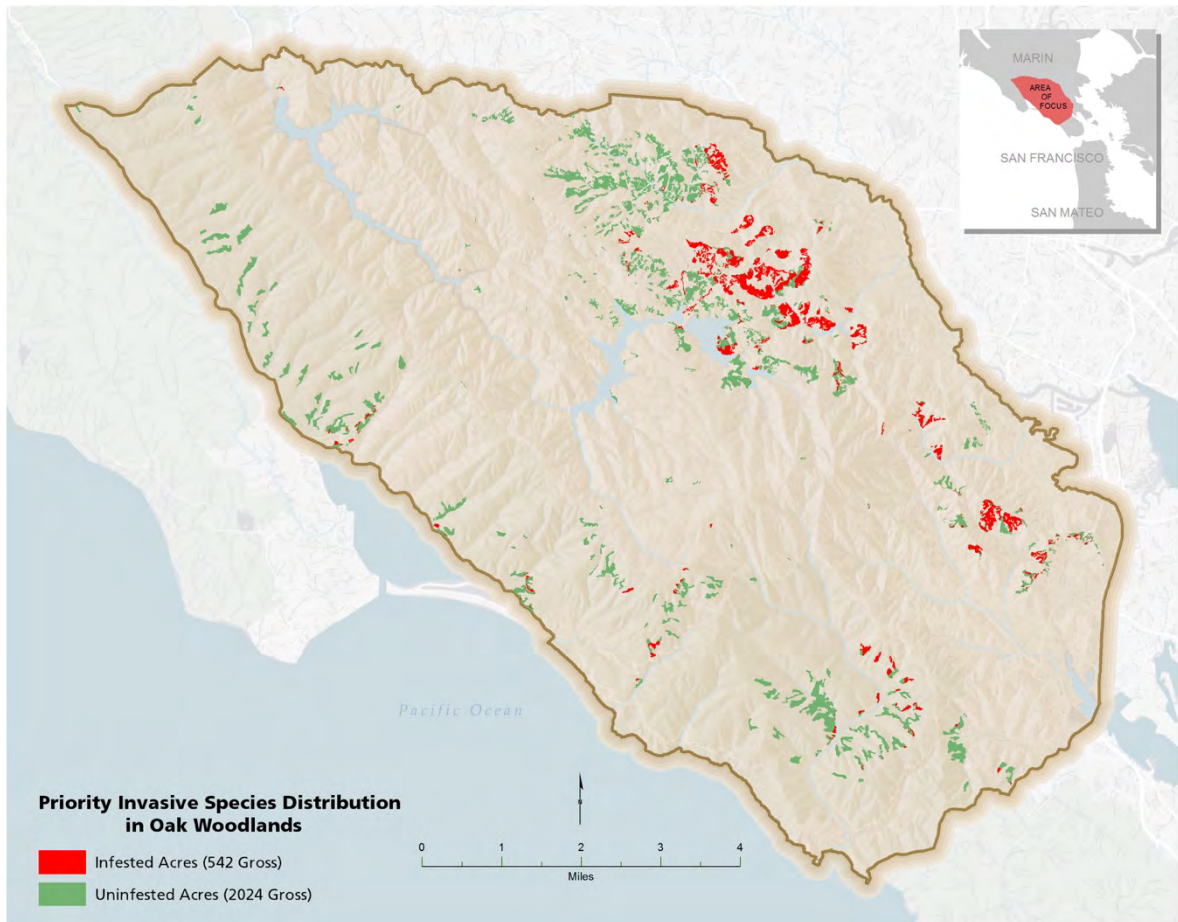 MARIN
AREA
OF
FOCUS
SAN FRANCISCO
SAN MATEO
Pacific Ocean
Priority Invasive Species Distribution
in Oak Woodlands
Infested Acres (542 Gross)
Uninfested Acres (2024 Gross)
N
0 1 2 3 4
Miles